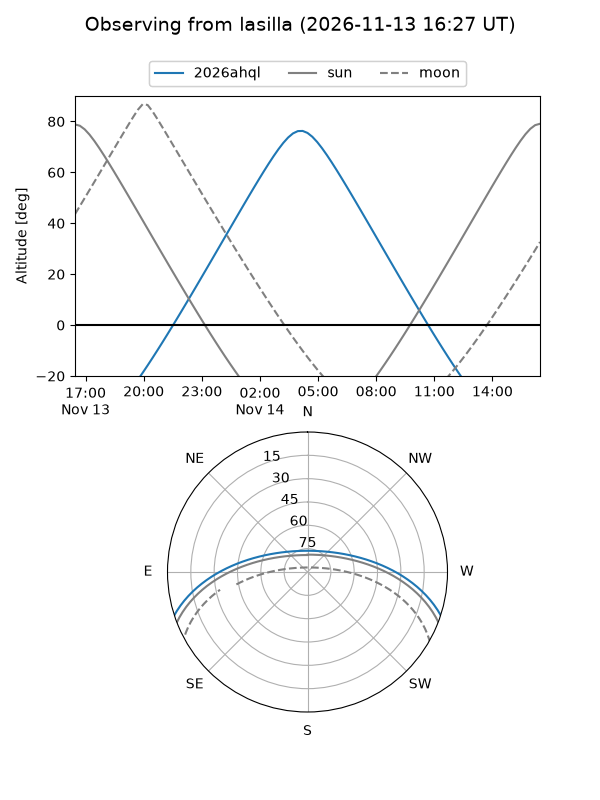 Observing from lasilla (2026-11-13 16:27 UT)
2026ahql sun moon
Altitude [deg]
80
60
40
20
0
−20
17:00 20:00 23:00 02:00 05:00 08:00 11:00 14:00
Nov 13 Nov 14
N
NE NW
15
30
45
60
75
E W
SE SW
S